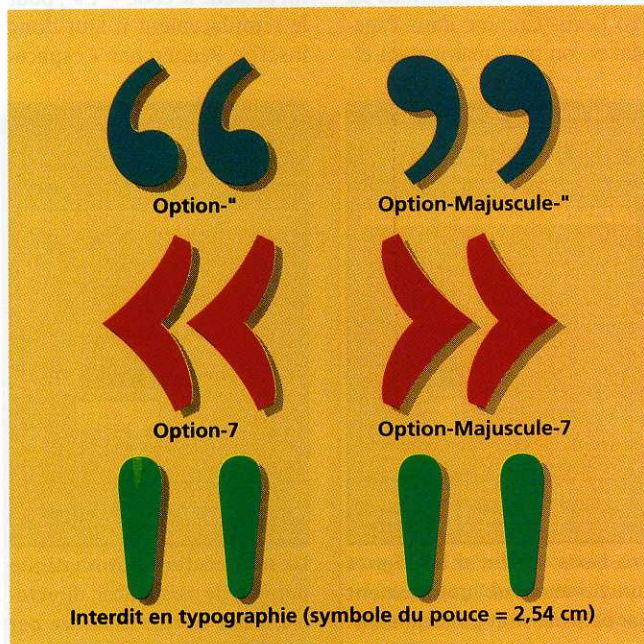 “ ”
Option-" Option-Majuscule-"
« »
Option-7 Option-Majuscule-7
" "
Interdit en typographie (symbole du pouce = 2,54 cm)